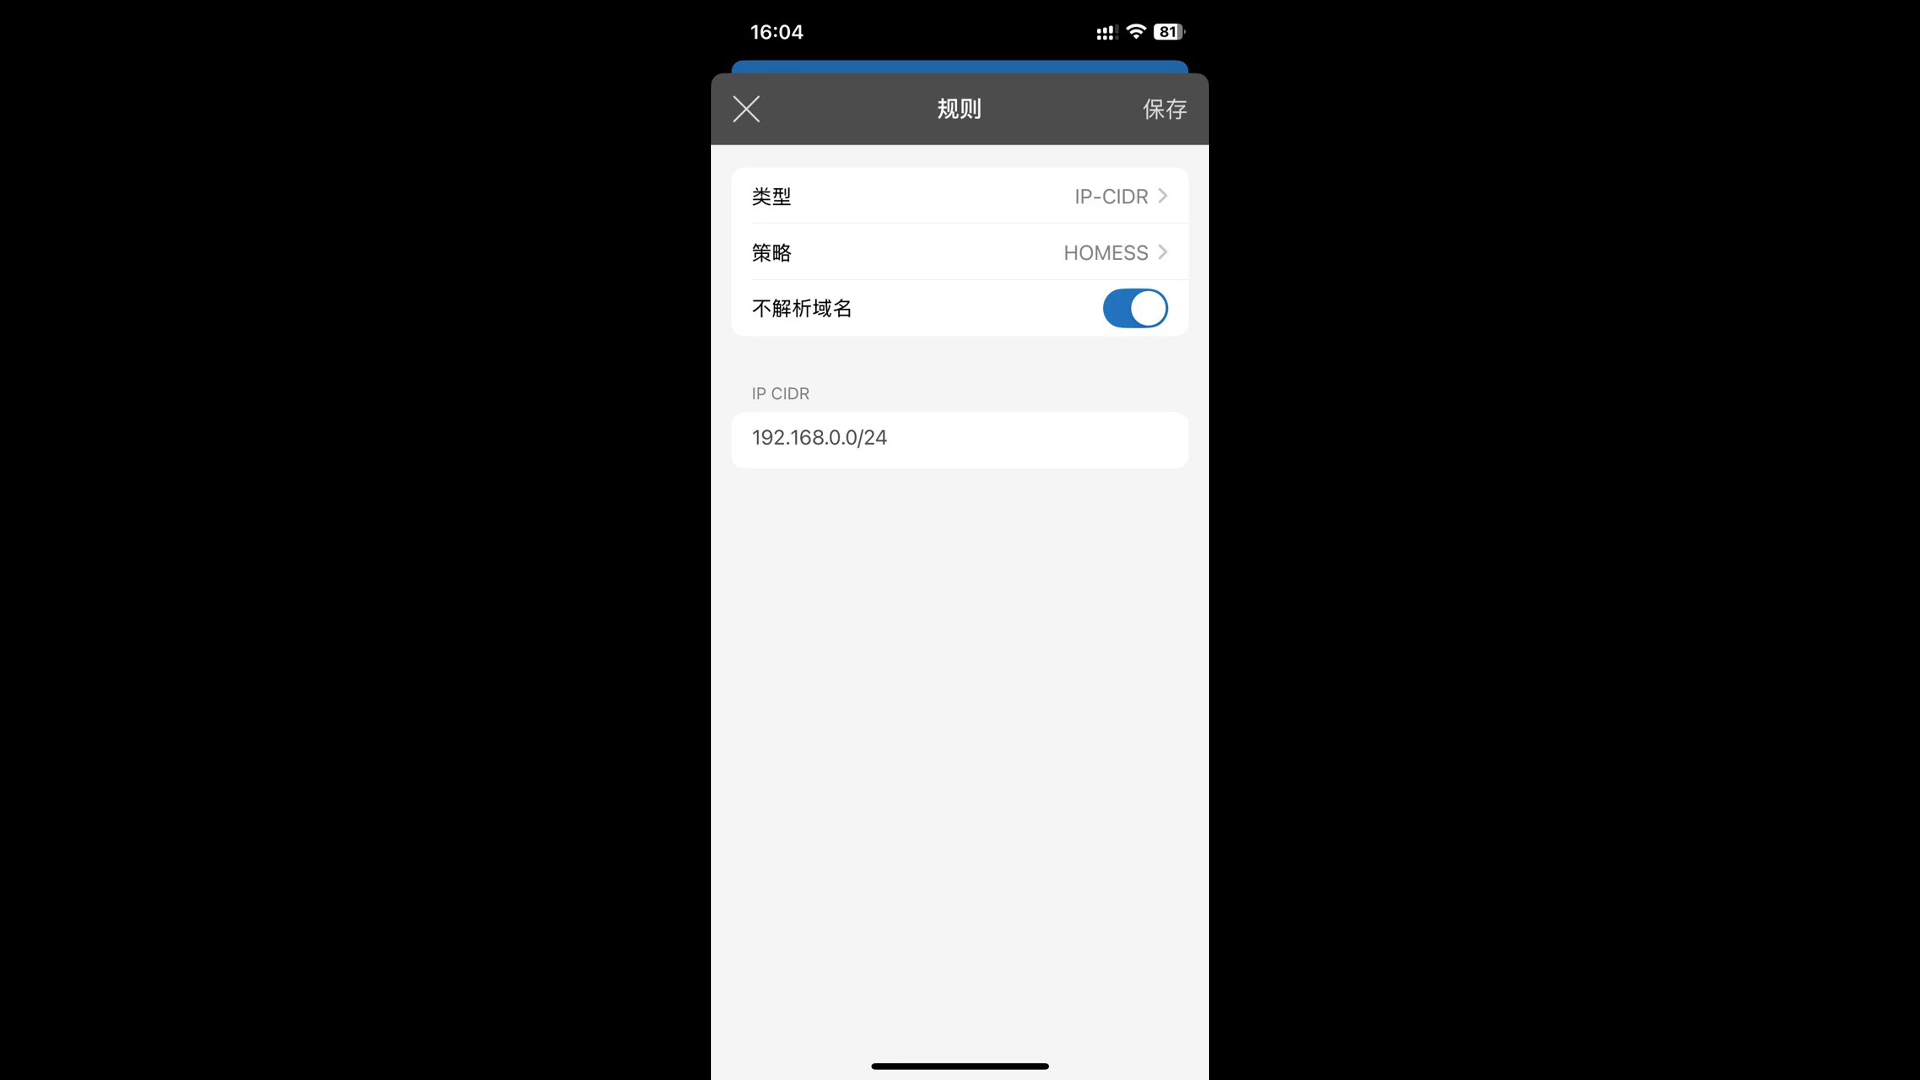 16:04
81
规则
保存
类型
IP-CIDR
策略
HOMESS
不解析域名
IP CIDR
192.168.0.0/24